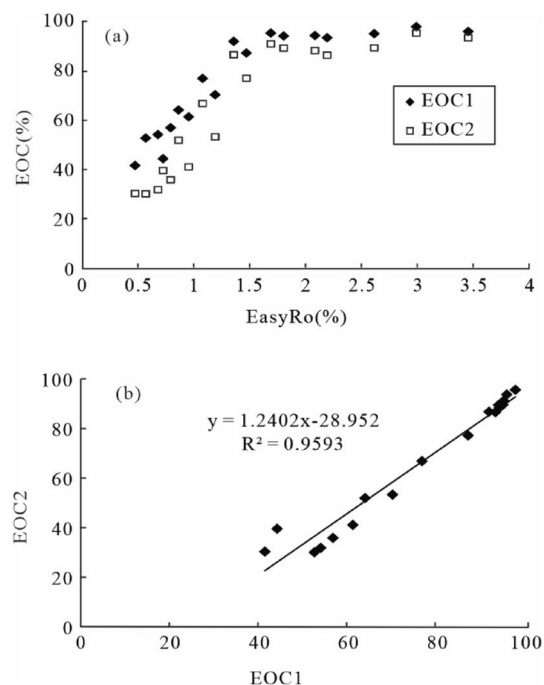 100
(a)
80
60
EOC(%)
40
20
0
EOC1
EOC2
0 0.5 1 1.5 2 2.5 3 3.5 4
EasyRo(%)
100
(b)
y = 1.2402x-28.952
R² = 0.9593
80
60
EOC2
40
20
0
0 20 40 60 80 100
EOC1